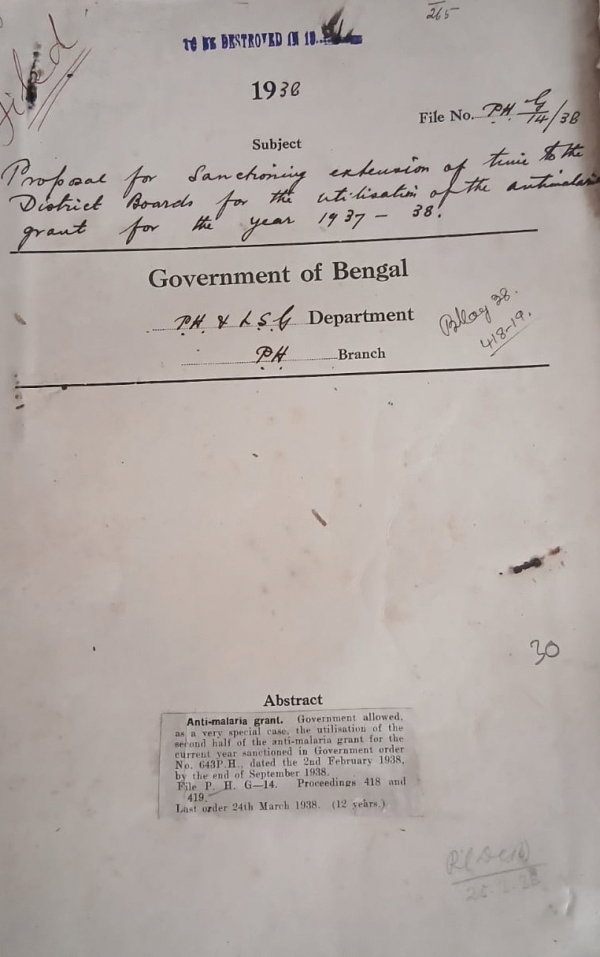 265
Filed
TO BE DESTROYED IN 19
1938
File No. P.H. G/14/38
Subject
Proposal for Sanctioning extension of time to the
District Boards for the utilisation of the antimalaria
grant for the year 1937 - 38.
Government of Bengal
P.H. & L.S.G Department
P.H Branch
May 38.
418-19.
30
Abstract
Anti-malaria grant. Government allowed,
as a very special case, the utilisation of the
second half of the anti-malaria grant for the
current year sanctioned in Government order
No. 643P.H., dated the 2nd February 1938,
by the end of September 1938.
File P. H. G—14. Proceedings 418 and
419.
Last order 24th March 1938. (12 years.)